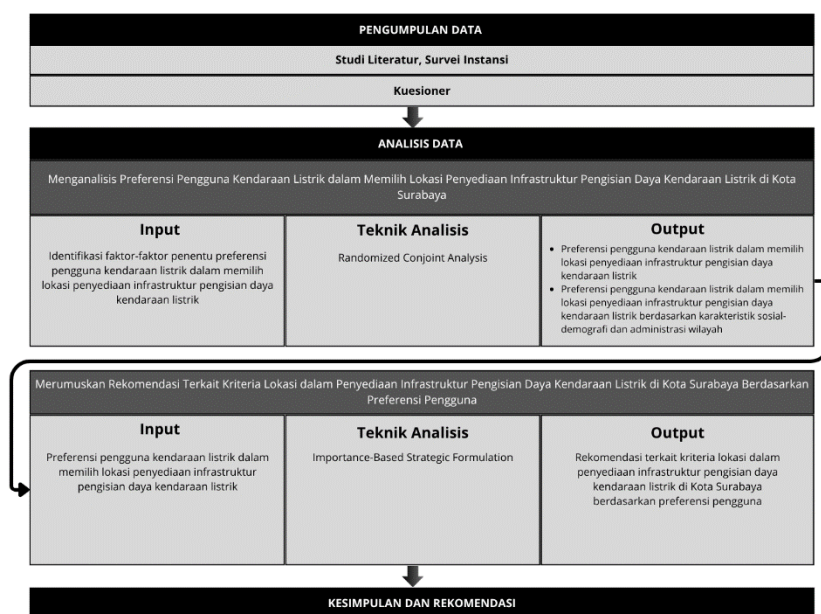 PENGUMPULAN DATA
Studi Literatur, Survei Instansi
Kuesioner
ANALISIS DATA
Menganalisis Preferensi Pengguna Kendaraan Listrik dalam Memilih Lokasi Penyediaan Infrastruktur Pengisian Daya Kendaraan Listrik di Kota
Surabaya
Input
Identifikasi faktor-faktor penentu preferensi
pengguna kendaraan listrik dalam memilih
lokasi penyediaan infrastruktur pengisian daya
kendaraan listrik
Teknik Analisis
Randomized Conjoint Analysis
Output
• Preferensi pengguna kendaraan listrik dalam memilih
lokasi penyediaan infrastruktur pengisian daya
kendaraan listrik
• Preferensi pengguna kendaraan listrik dalam memilih
lokasi penyediaan infrastruktur pengisian daya
kendaraan listrik berdasarkan karakteristik sosial-
demografi dan administrasi wilayah
Merumuskan Rekomendasi Terkait Kriteria Lokasi dalam Penyediaan Infrastruktur Pengisian Daya Kendaraan Listrik di Kota Surabaya Berdasarkan
Preferensi Pengguna
Input
Preferensi pengguna kendaraan listrik dalam
memilih lokasi penyediaan infrastruktur
pengisian daya kendaraan listrik
Teknik Analisis
Importance-Based Strategic Formulation
Output
Rekomendasi terkait kriteria lokasi dalam
penyediaan infrastruktur pengisian daya
kendaraan listrik di Kota Surabaya
berdasarkan preferensi pengguna
KESIMPULAN DAN REKOMENDASI